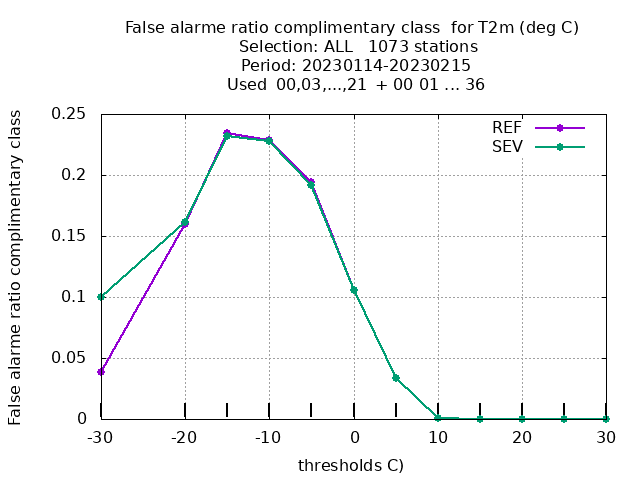 False alarme ratio complimentary class  for T2m (deg C)
Selection: ALL   1073 stations
Period: 20230114-20230215
Used  00,03,...,21  + 00 01 ... 36
False alarme ratio complimentary class
0.25
0.2
0.15
0.1
0.05
0
REF
SEV
-30 -20 -10 0 10 20 30
thresholds C)